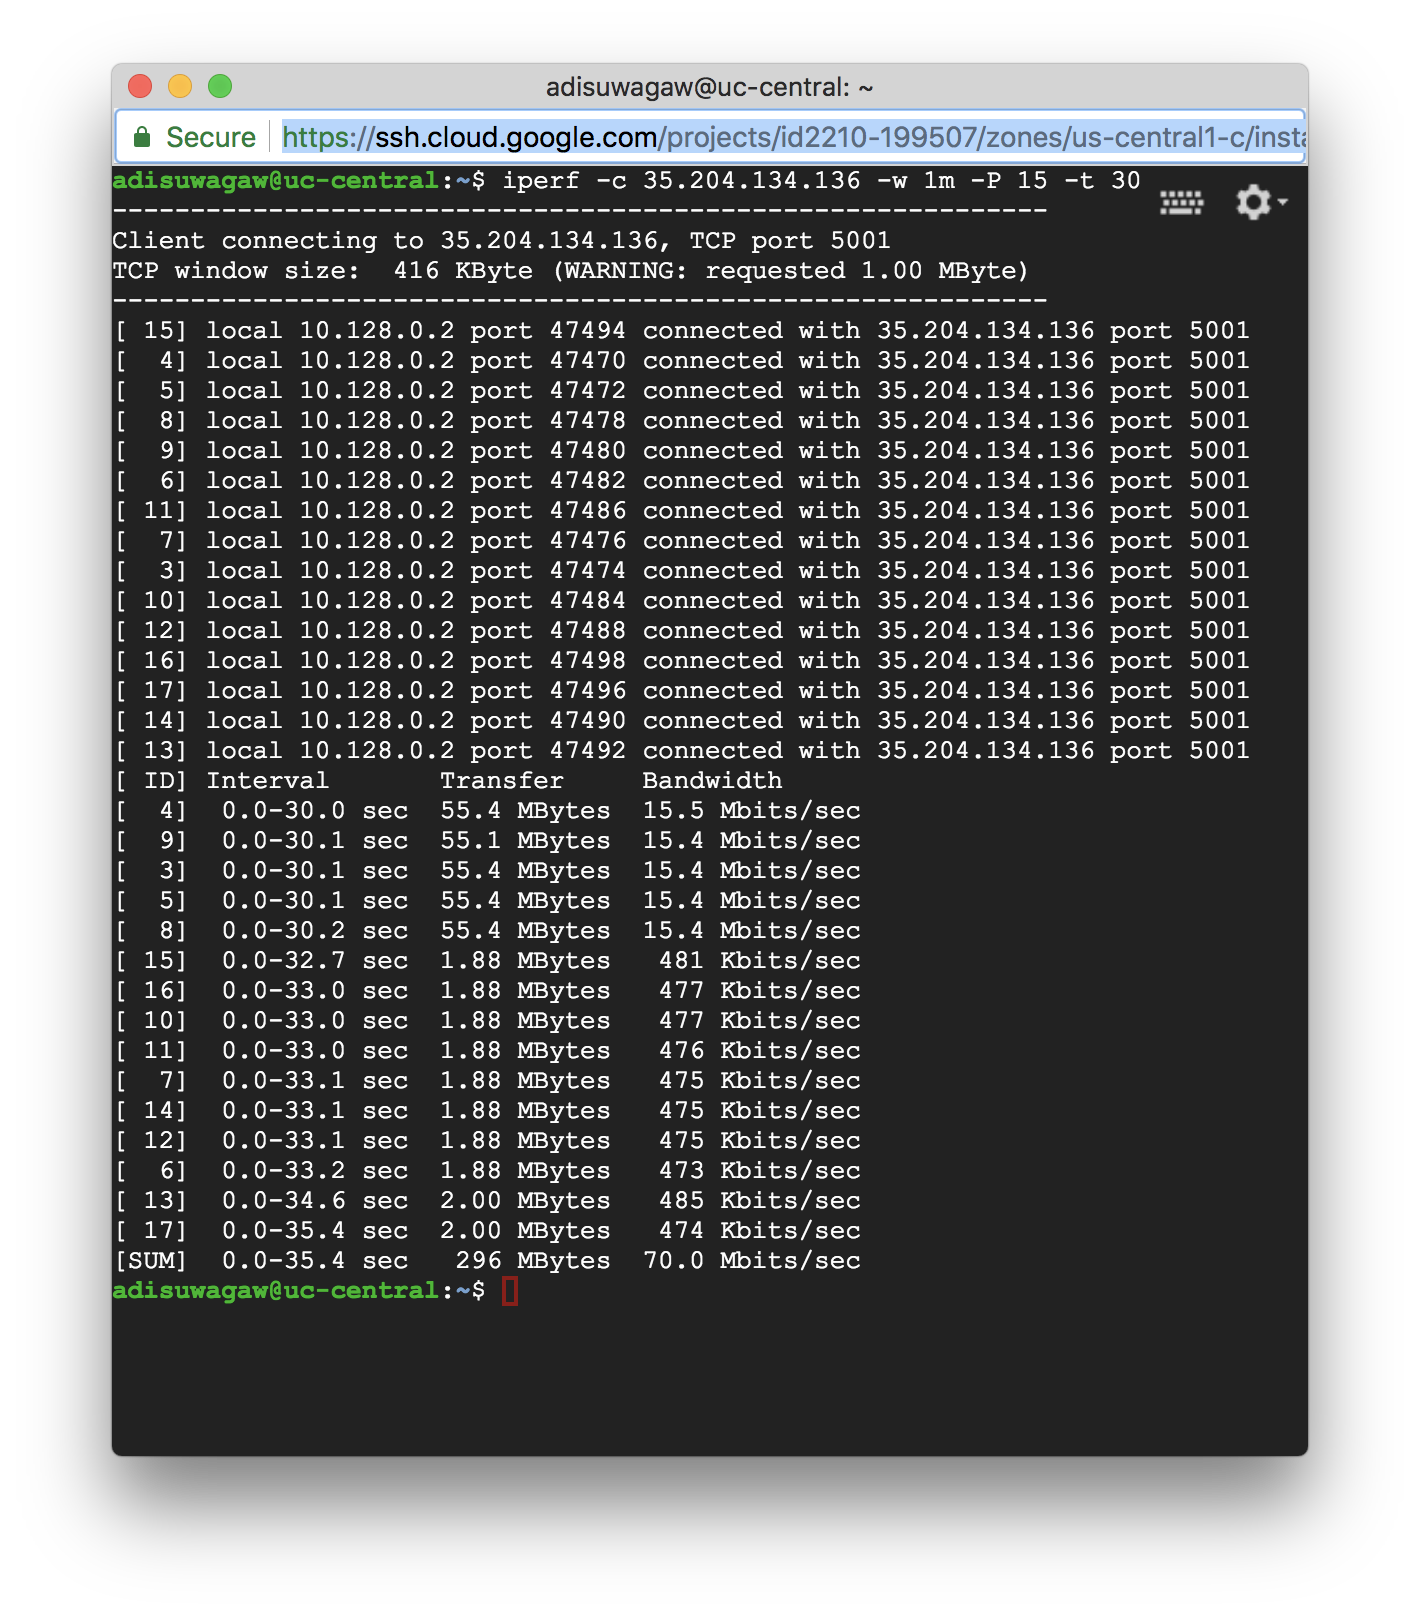 adisuwagaw@uc-central: ~
Secure https://ssh.cloud.google.com/projects/id2210-199507/zones/us-central1-c/insta
adisuwagaw@uc-central:~$ iperf -c 35.204.134.136 -w 1m -P 15 -t 30
------------------------------------------------------------
Client connecting to 35.204.134.136, TCP port 5001
TCP window size:  416 KByte (WARNING: requested 1.00 MByte)
------------------------------------------------------------
[ 15] local 10.128.0.2 port 47494 connected with 35.204.134.136 port 5001
[  4] local 10.128.0.2 port 47470 connected with 35.204.134.136 port 5001
[  5] local 10.128.0.2 port 47472 connected with 35.204.134.136 port 5001
[  8] local 10.128.0.2 port 47478 connected with 35.204.134.136 port 5001
[  9] local 10.128.0.2 port 47480 connected with 35.204.134.136 port 5001
[  6] local 10.128.0.2 port 47482 connected with 35.204.134.136 port 5001
[ 11] local 10.128.0.2 port 47486 connected with 35.204.134.136 port 5001
[  7] local 10.128.0.2 port 47476 connected with 35.204.134.136 port 5001
[  3] local 10.128.0.2 port 47474 connected with 35.204.134.136 port 5001
[ 10] local 10.128.0.2 port 47484 connected with 35.204.134.136 port 5001
[ 12] local 10.128.0.2 port 47488 connected with 35.204.134.136 port 5001
[ 16] local 10.128.0.2 port 47498 connected with 35.204.134.136 port 5001
[ 17] local 10.128.0.2 port 47496 connected with 35.204.134.136 port 5001
[ 14] local 10.128.0.2 port 47490 connected with 35.204.134.136 port 5001
[ 13] local 10.128.0.2 port 47492 connected with 35.204.134.136 port 5001
[ ID] Interval       Transfer     Bandwidth
[  4]  0.0-30.0 sec  55.4 MBytes  15.5 Mbits/sec
[  9]  0.0-30.1 sec  55.1 MBytes  15.4 Mbits/sec
[  3]  0.0-30.1 sec  55.4 MBytes  15.4 Mbits/sec
[  5]  0.0-30.1 sec  55.4 MBytes  15.4 Mbits/sec
[  8]  0.0-30.2 sec  55.4 MBytes  15.4 Mbits/sec
[ 15]  0.0-32.7 sec  1.88 MBytes   481 Kbits/sec
[ 16]  0.0-33.0 sec  1.88 MBytes   477 Kbits/sec
[ 10]  0.0-33.0 sec  1.88 MBytes   477 Kbits/sec
[ 11]  0.0-33.0 sec  1.88 MBytes   476 Kbits/sec
[  7]  0.0-33.1 sec  1.88 MBytes   475 Kbits/sec
[ 14]  0.0-33.1 sec  1.88 MBytes   475 Kbits/sec
[ 12]  0.0-33.1 sec  1.88 MBytes   475 Kbits/sec
[  6]  0.0-33.2 sec  1.88 MBytes   473 Kbits/sec
[ 13]  0.0-34.6 sec  2.00 MBytes   485 Kbits/sec
[ 17]  0.0-35.4 sec  2.00 MBytes   474 Kbits/sec
[SUM]  0.0-35.4 sec   296 MBytes  70.0 Mbits/sec
adisuwagaw@uc-central:~$